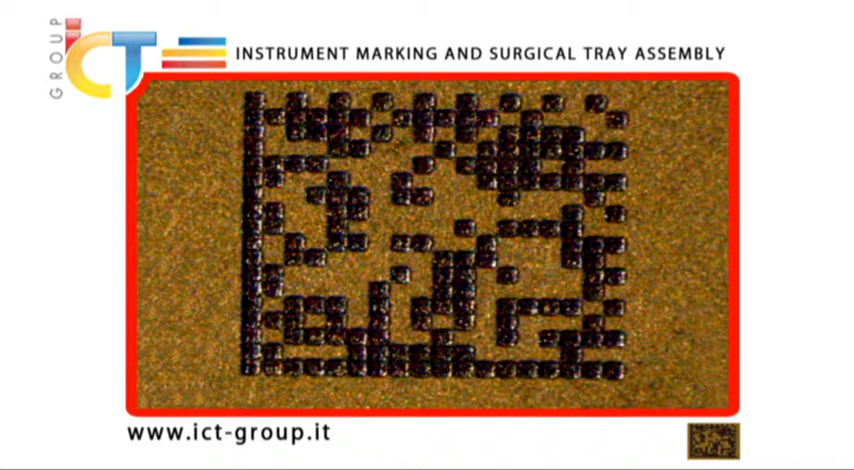 GROUP
iCT
INSTRUMENT MARKING AND SURGICAL TRAY ASSEMBLY
www.ict-group.it